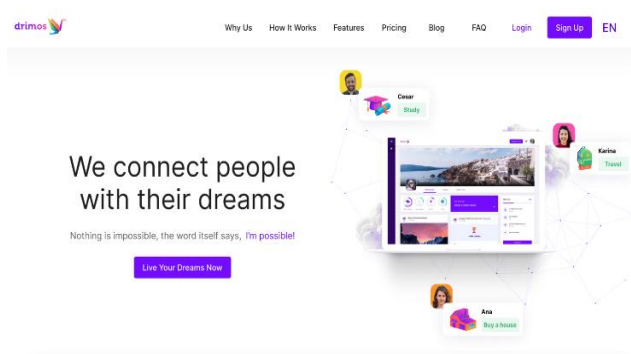 drimos
Why Us How It Works Features Pricing Blog FAQ Login Sign Up EN
Cesar
Study
Karina
Travel
We connect people
with their dreams
Nothing is impossible, the word itself says, I'm possible!
Live Your Dreams Now
Ana
Buy a house